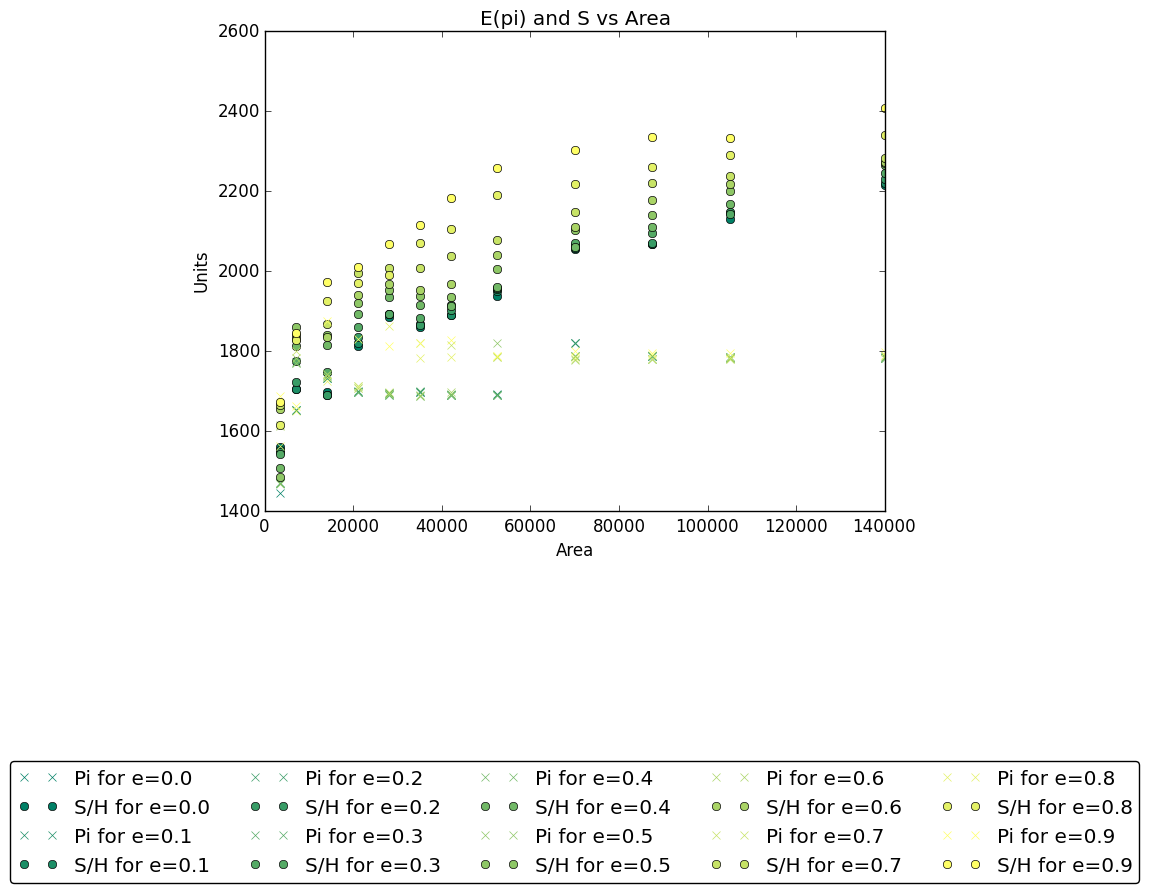 E(pi) and S vs Area
2600
2400
2200
2000
1800
1600
1400
Units
0 20000 40000 60000 80000 100000 120000 140000
Area
Pi for e=0.0 Pi for e=0.2 Pi for e=0.4 Pi for e=0.6 Pi for e=0.8
S/H for e=0.0 S/H for e=0.2 S/H for e=0.4 S/H for e=0.6 S/H for e=0.8
Pi for e=0.1 Pi for e=0.3 Pi for e=0.5 Pi for e=0.7 Pi for e=0.9
S/H for e=0.1 S/H for e=0.3 S/H for e=0.5 S/H for e=0.7 S/H for e=0.9